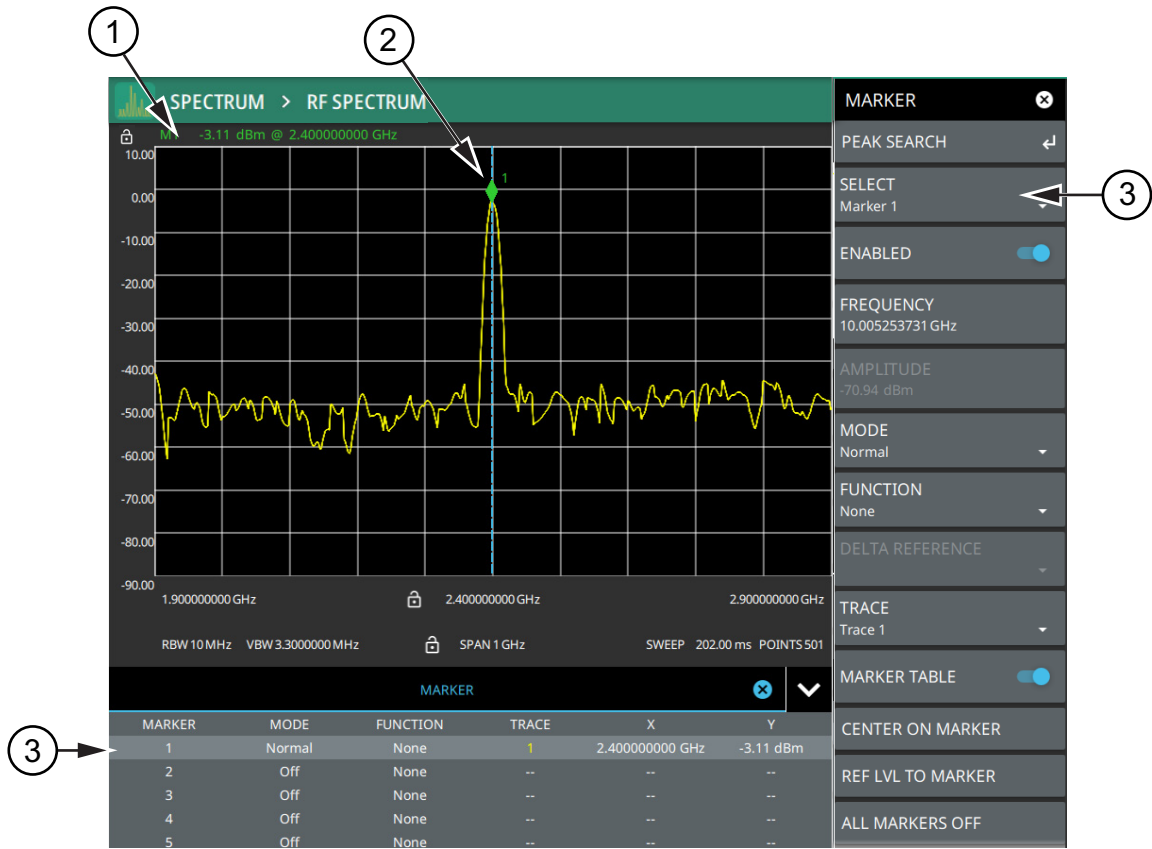 1
2
SPECTRUM > RF SPECTRUM
M1 -3.11 dBm @ 2.400000000 GHz
10.00
0.00
-10.00
-20.00
-30.00
-40.00
-50.00
-60.00
-70.00
-80.00
-90.00
1
1.900000000 GHz 2.400000000 GHz 2.900000000 GHz
RBW 10 MHz VBW 3.3000000 MHz SPAN 1 GHz SWEEP 202.00 ms POINTS 501
MARKER
PEAK SEARCH
SELECT
Marker 1
3
ENABLED
FREQUENCY
10.005253731 GHz
AMPLITUDE
-70.94 dBm
MODE
Normal
FUNCTION
None
DELTA REFERENCE
TRACE
Trace 1
MARKER TABLE
CENTER ON MARKER
REF LVL TO MARKER
ALL MARKERS OFF
MARKER
MARKER MODE FUNCTION TRACE X Y
3
1 Normal None 1 2.400000000 GHz -3.11 dBm
2 Off None -- -- --
3 Off None -- -- --
4 Off None -- -- --
5 Off None -- -- --